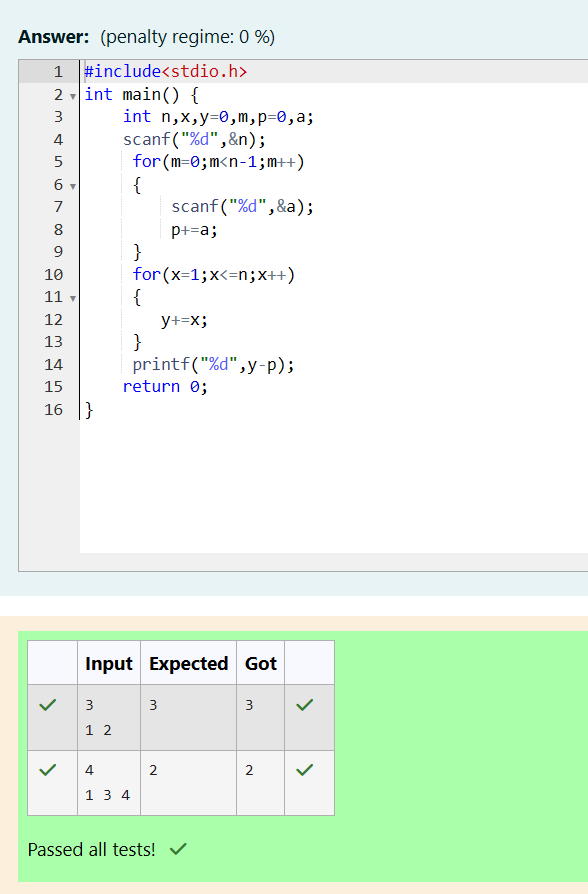 Answer: (penalty regime: 0 %)
1 #include<stdio.h>
2 int main() {
3     int n,x,y=0,m,p=0,a;
4     scanf("%d",&n);
5      for(m=0;m<n-1;m++)
6      {
7          scanf("%d",&a);
8          p+=a;
9      }
10      for(x=1;x<=n;x++)
11      {
12         y+=x;
13      }
14      printf("%d",y-p);
15     return 0;
16 }
Input Expected Got
3 3 3
1 2
4 2 2
1 3 4
Passed all tests!